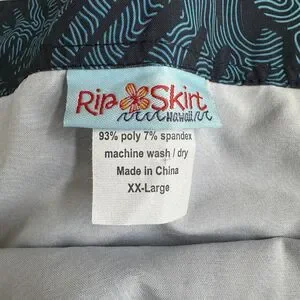 Rip Skirt
Hawaii
93% poly 7% spandex
machine wash / dry
Made in China
XX-Large